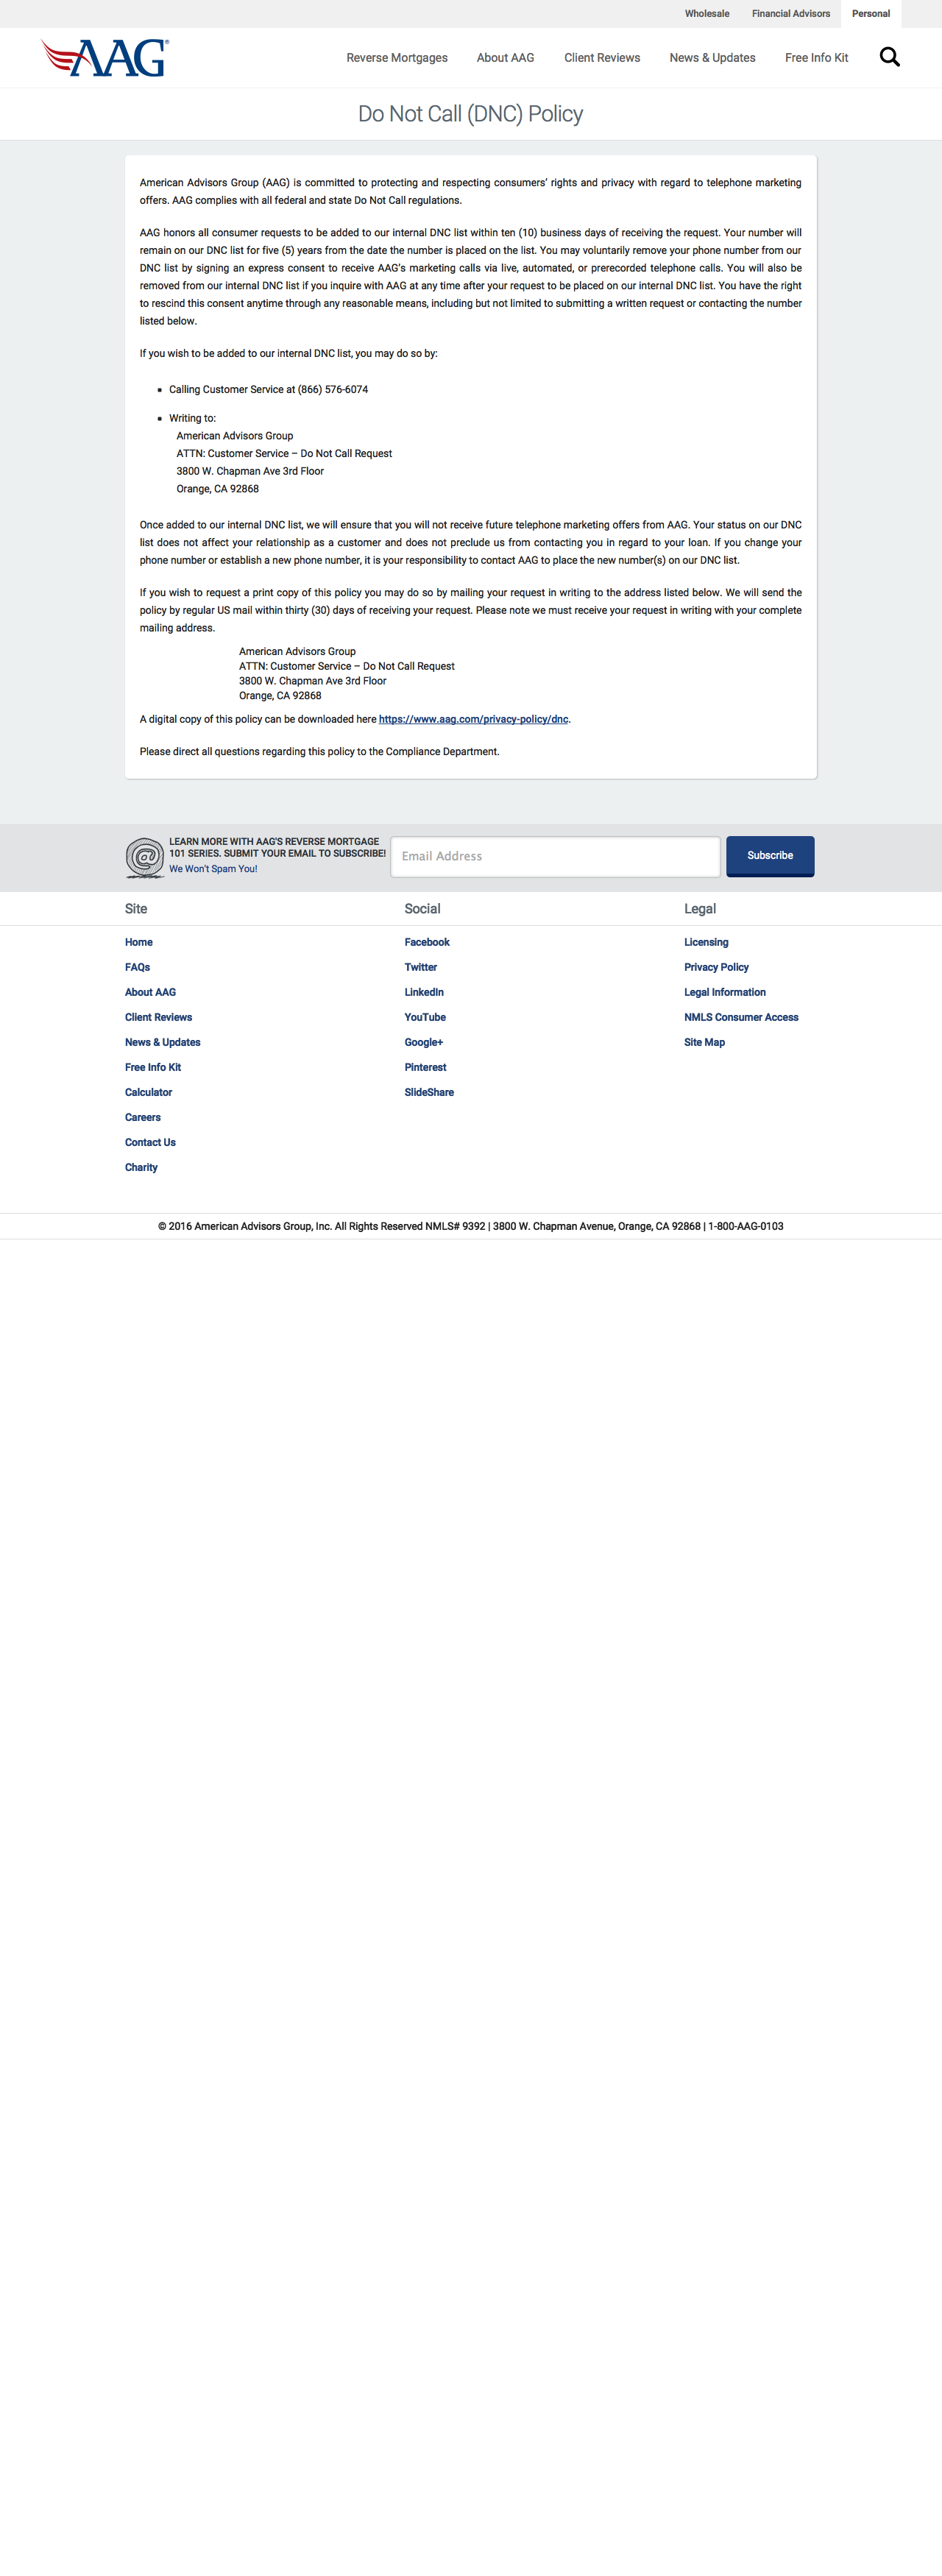 Wholesale Financial Advisors Personal
AAG®
Reverse Mortgages About AAG Client Reviews News & Updates Free Info Kit
Do Not Call (DNC) Policy
American Advisors Group (AAG) is committed to protecting and respecting consumers' rights and privacy with regard to telephone marketing
offers. AAG complies with all federal and state Do Not Call regulations.
AAG honors all consumer requests to be added to our internal DNC list within ten (10) business days of receiving the request. Your number will
remain on our DNC list for five (5) years from the date the number is placed on the list. You may voluntarily remove your phone number from our
DNC list by signing an express consent to receive AAG's marketing calls via live, automated, or prerecorded telephone calls. You will also be
removed from our internal DNC list if you inquire with AAG at any time after your request to be placed on our internal DNC list. You have the right
to rescind this consent anytime through any reasonable means, including but not limited to submitting a written request or contacting the number
listed below.
If you wish to be added to our internal DNC list, you may do so by:
▪ Calling Customer Service at (866) 576-6074
▪ Writing to:
American Advisors Group
ATTN: Customer Service – Do Not Call Request
3800 W. Chapman Ave 3rd Floor
Orange, CA 92868
Once added to our internal DNC list, we will ensure that you will not receive future telephone marketing offers from AAG. Your status on our DNC
list does not affect your relationship as a customer and does not preclude us from contacting you in regard to your loan. If you change your
phone number or establish a new phone number, it is your responsibility to contact AAG to place the new number(s) on our DNC list.
If you wish to request a print copy of this policy you may do so by mailing your request in writing to the address listed below. We will send the
policy by regular US mail within thirty (30) days of receiving your request. Please note we must receive your request in writing with your complete
mailing address.
American Advisors Group
ATTN: Customer Service – Do Not Call Request
3800 W. Chapman Ave 3rd Floor
Orange, CA 92868
A digital copy of this policy can be downloaded here https://www.aag.com/privacy-policy/dnc.
Please direct all questions regarding this policy to the Compliance Department.
LEARN MORE WITH AAG'S REVERSE MORTGAGE
101 SERIES. SUBMIT YOUR EMAIL TO SUBSCRIBE!
We Won't Spam You!
Email Address
Subscribe
Site
Home
FAQs
About AAG
Client Reviews
News & Updates
Free Info Kit
Calculator
Careers
Contact Us
Charity
Social
Facebook
Twitter
LinkedIn
YouTube
Google+
Pinterest
SlideShare
Legal
Licensing
Privacy Policy
Legal Information
NMLS Consumer Access
Site Map
© 2016 American Advisors Group, Inc. All Rights Reserved NMLS# 9392 | 3800 W. Chapman Avenue, Orange, CA 92868 | 1-800-AAG-0103